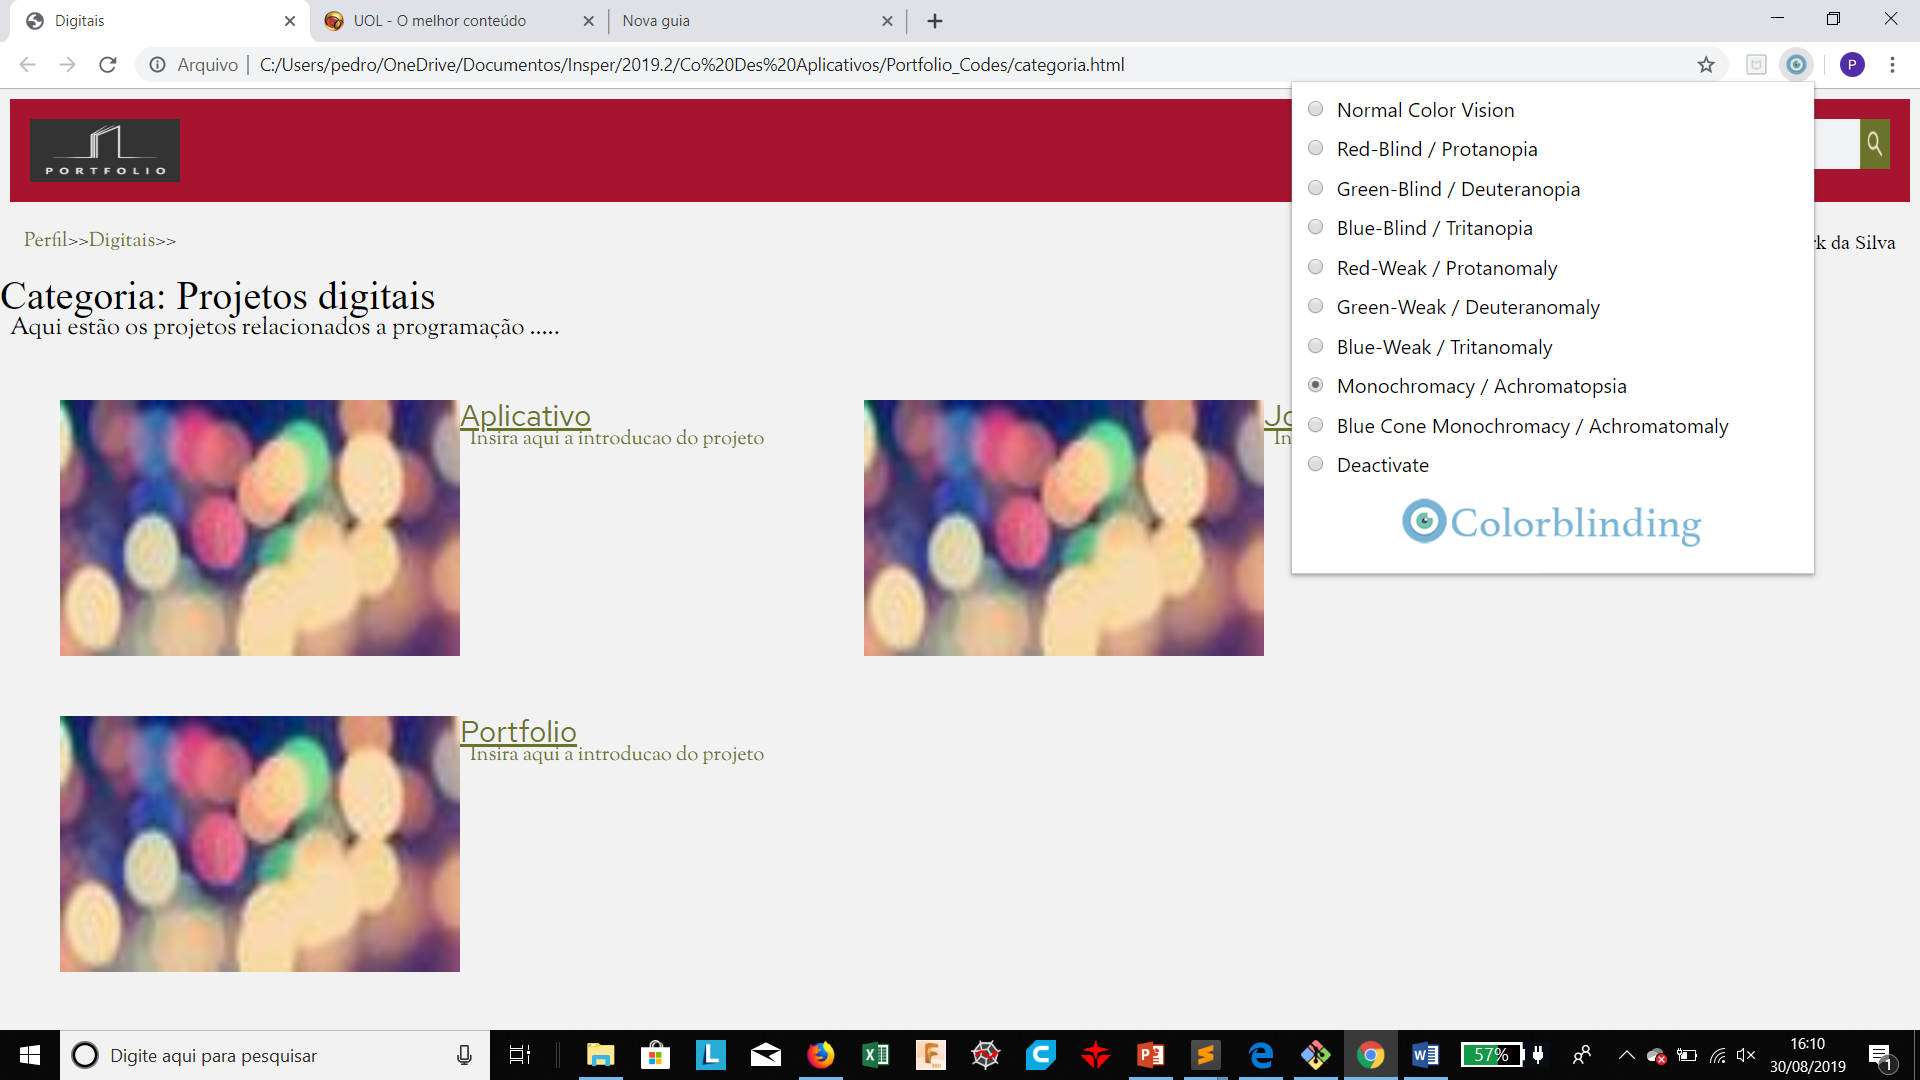 Digitais
UOL - O melhor conteúdo
Nova guia
Arquivo | C:/Users/pedro/OneDrive/Documentos/Insper/2019.2/Co%20Des%20Aplicativos/Portfolio_Codes/categoria.html
P
PORTFOLIO
Normal Color Vision
Red-Blind / Protanopia
Green-Blind / Deuteranopia
Blue-Blind / Tritanopia
Red-Weak / Protanomaly
Green-Weak / Deuteranomaly
Blue-Weak / Tritanomaly
Monochromacy / Achromatopsia
Blue Cone Monochromacy / Achromatomaly
Deactivate
Colorblinding
Perfil>>Digitais>>
rk da Silva
Categoria: Projetos digitais
Aqui estão os projetos relacionados a programação .....
Aplicativo
Insira aqui a introducao do projeto
Jo
In
Portfolio
Insira aqui a introducao do projeto
Digite aqui para pesquisar
57%
16:10
30/08/2019
1